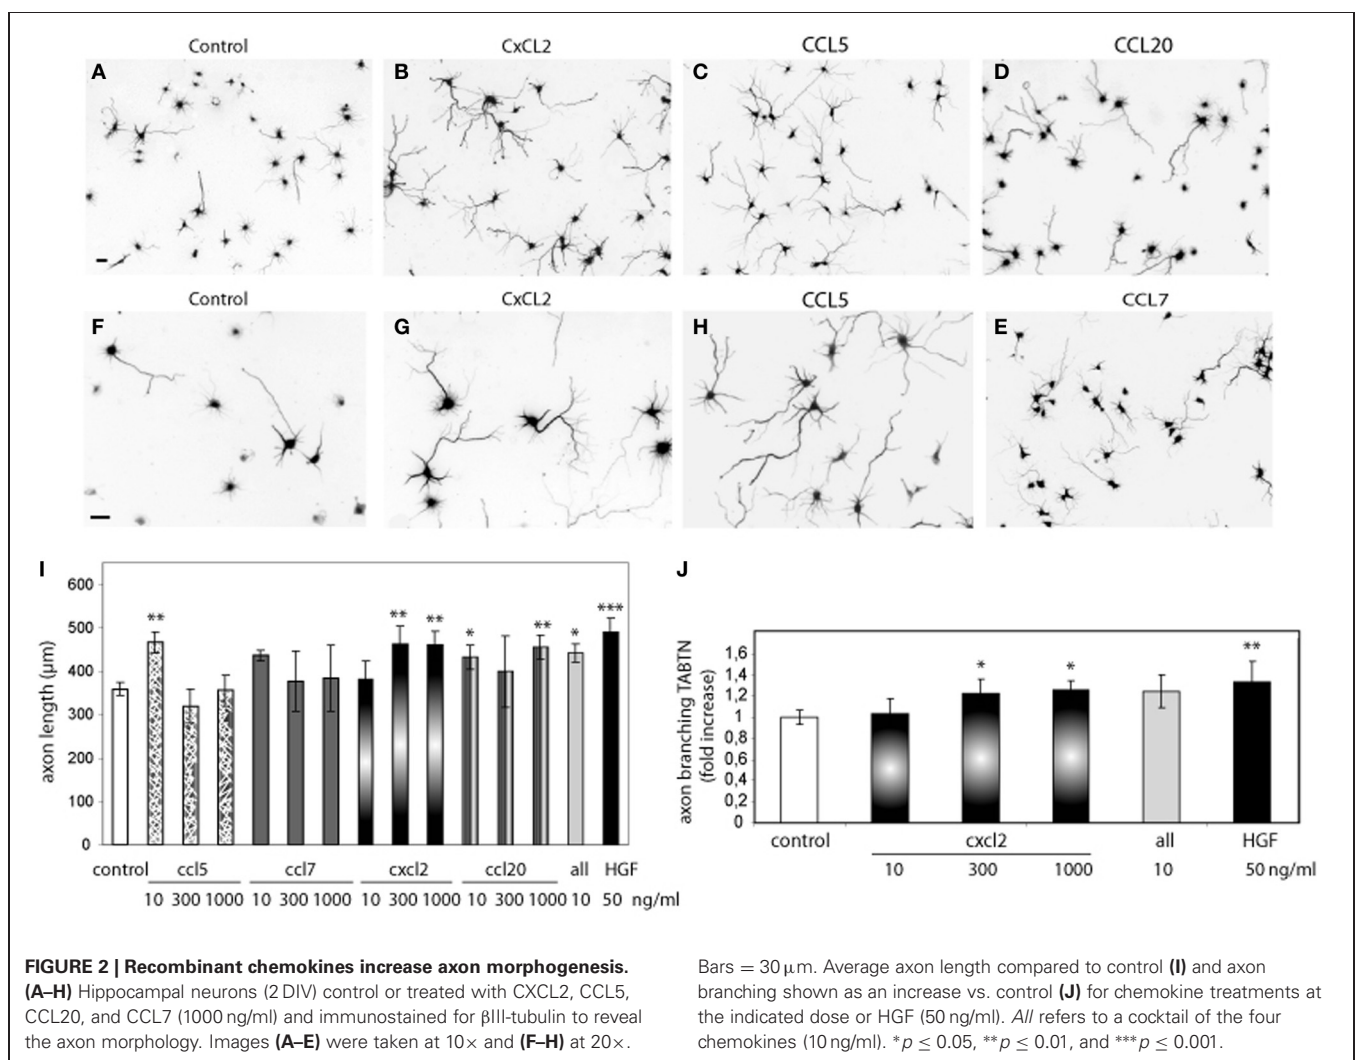 Control CxCL2 CCL5 CCL20
A B C D
Control CxCL2 CCL5 CCL7
F G H E
I
600
500
400
300
200
100
0
axon length (µm)
** ** ** * ** * ***
control ccl5 ccl7 cxcl2 ccl20 all HGF
10 300 1000 10 300 1000 10 300 1000 10 300 1000 10 50 ng/ml
J
1,6
1,4
1,2
1
0,8
0,6
0,4
0,2
0
axon branching TABTN
(fold increase)
* * **
control cxcl2 all HGF
10 300 1000 10 50 ng/ml
FIGURE 2 | Recombinant chemokines increase axon morphogenesis.
(A–H) Hippocampal neurons (2 DIV) control or treated with CXCL2, CCL5,
CCL20, and CCL7 (1000 ng/ml) and immunostained for βIII-tubulin to reveal
the axon morphology. Images (A–E) were taken at 10× and (F–H) at 20×.
Bars = 30 µm. Average axon length compared to control (I) and axon
branching shown as an increase vs. control (J) for chemokine treatments at
the indicated dose or HGF (50 ng/ml). All refers to a cocktail of the four
chemokines (10 ng/ml). *p ≤ 0.05, **p ≤ 0.01, and ***p ≤ 0.001.